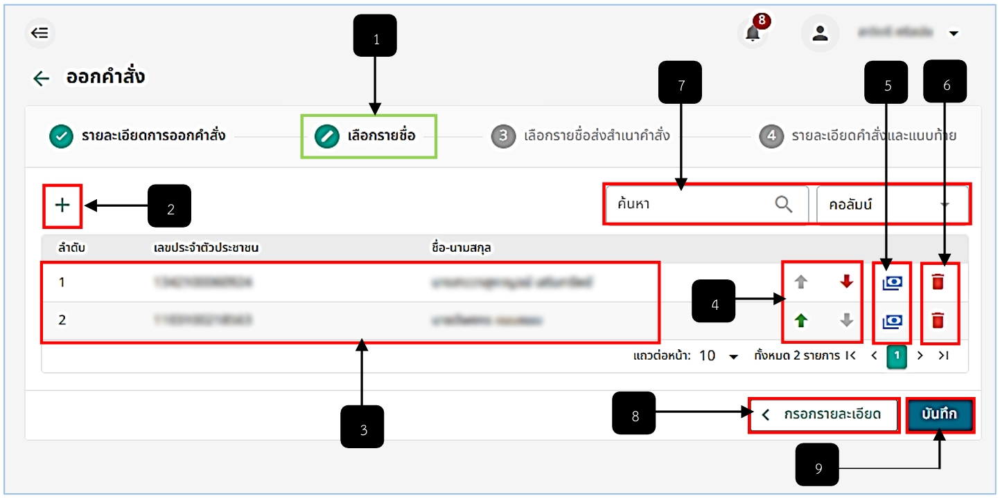 8
1
ออกคำสั่ง
7
5
6
รายละเอียดการออกคำสั่ง
เลือกรายชื่อ
3 เลือกรายชื่อส่งสำเนาคำสั่ง
4 รายละเอียดคำสั่งและแนบท้าย
2
ค้นหา
คอลัมน์
ลำดับ เลขประจำตัวประชาชน ชื่อ-นามสกุล
1
4
2
แถวต่อหน้า: 10 ทั้งหมด 2 รายการ 1
3
8
กรอกรายละเอียด
บันทึก
9